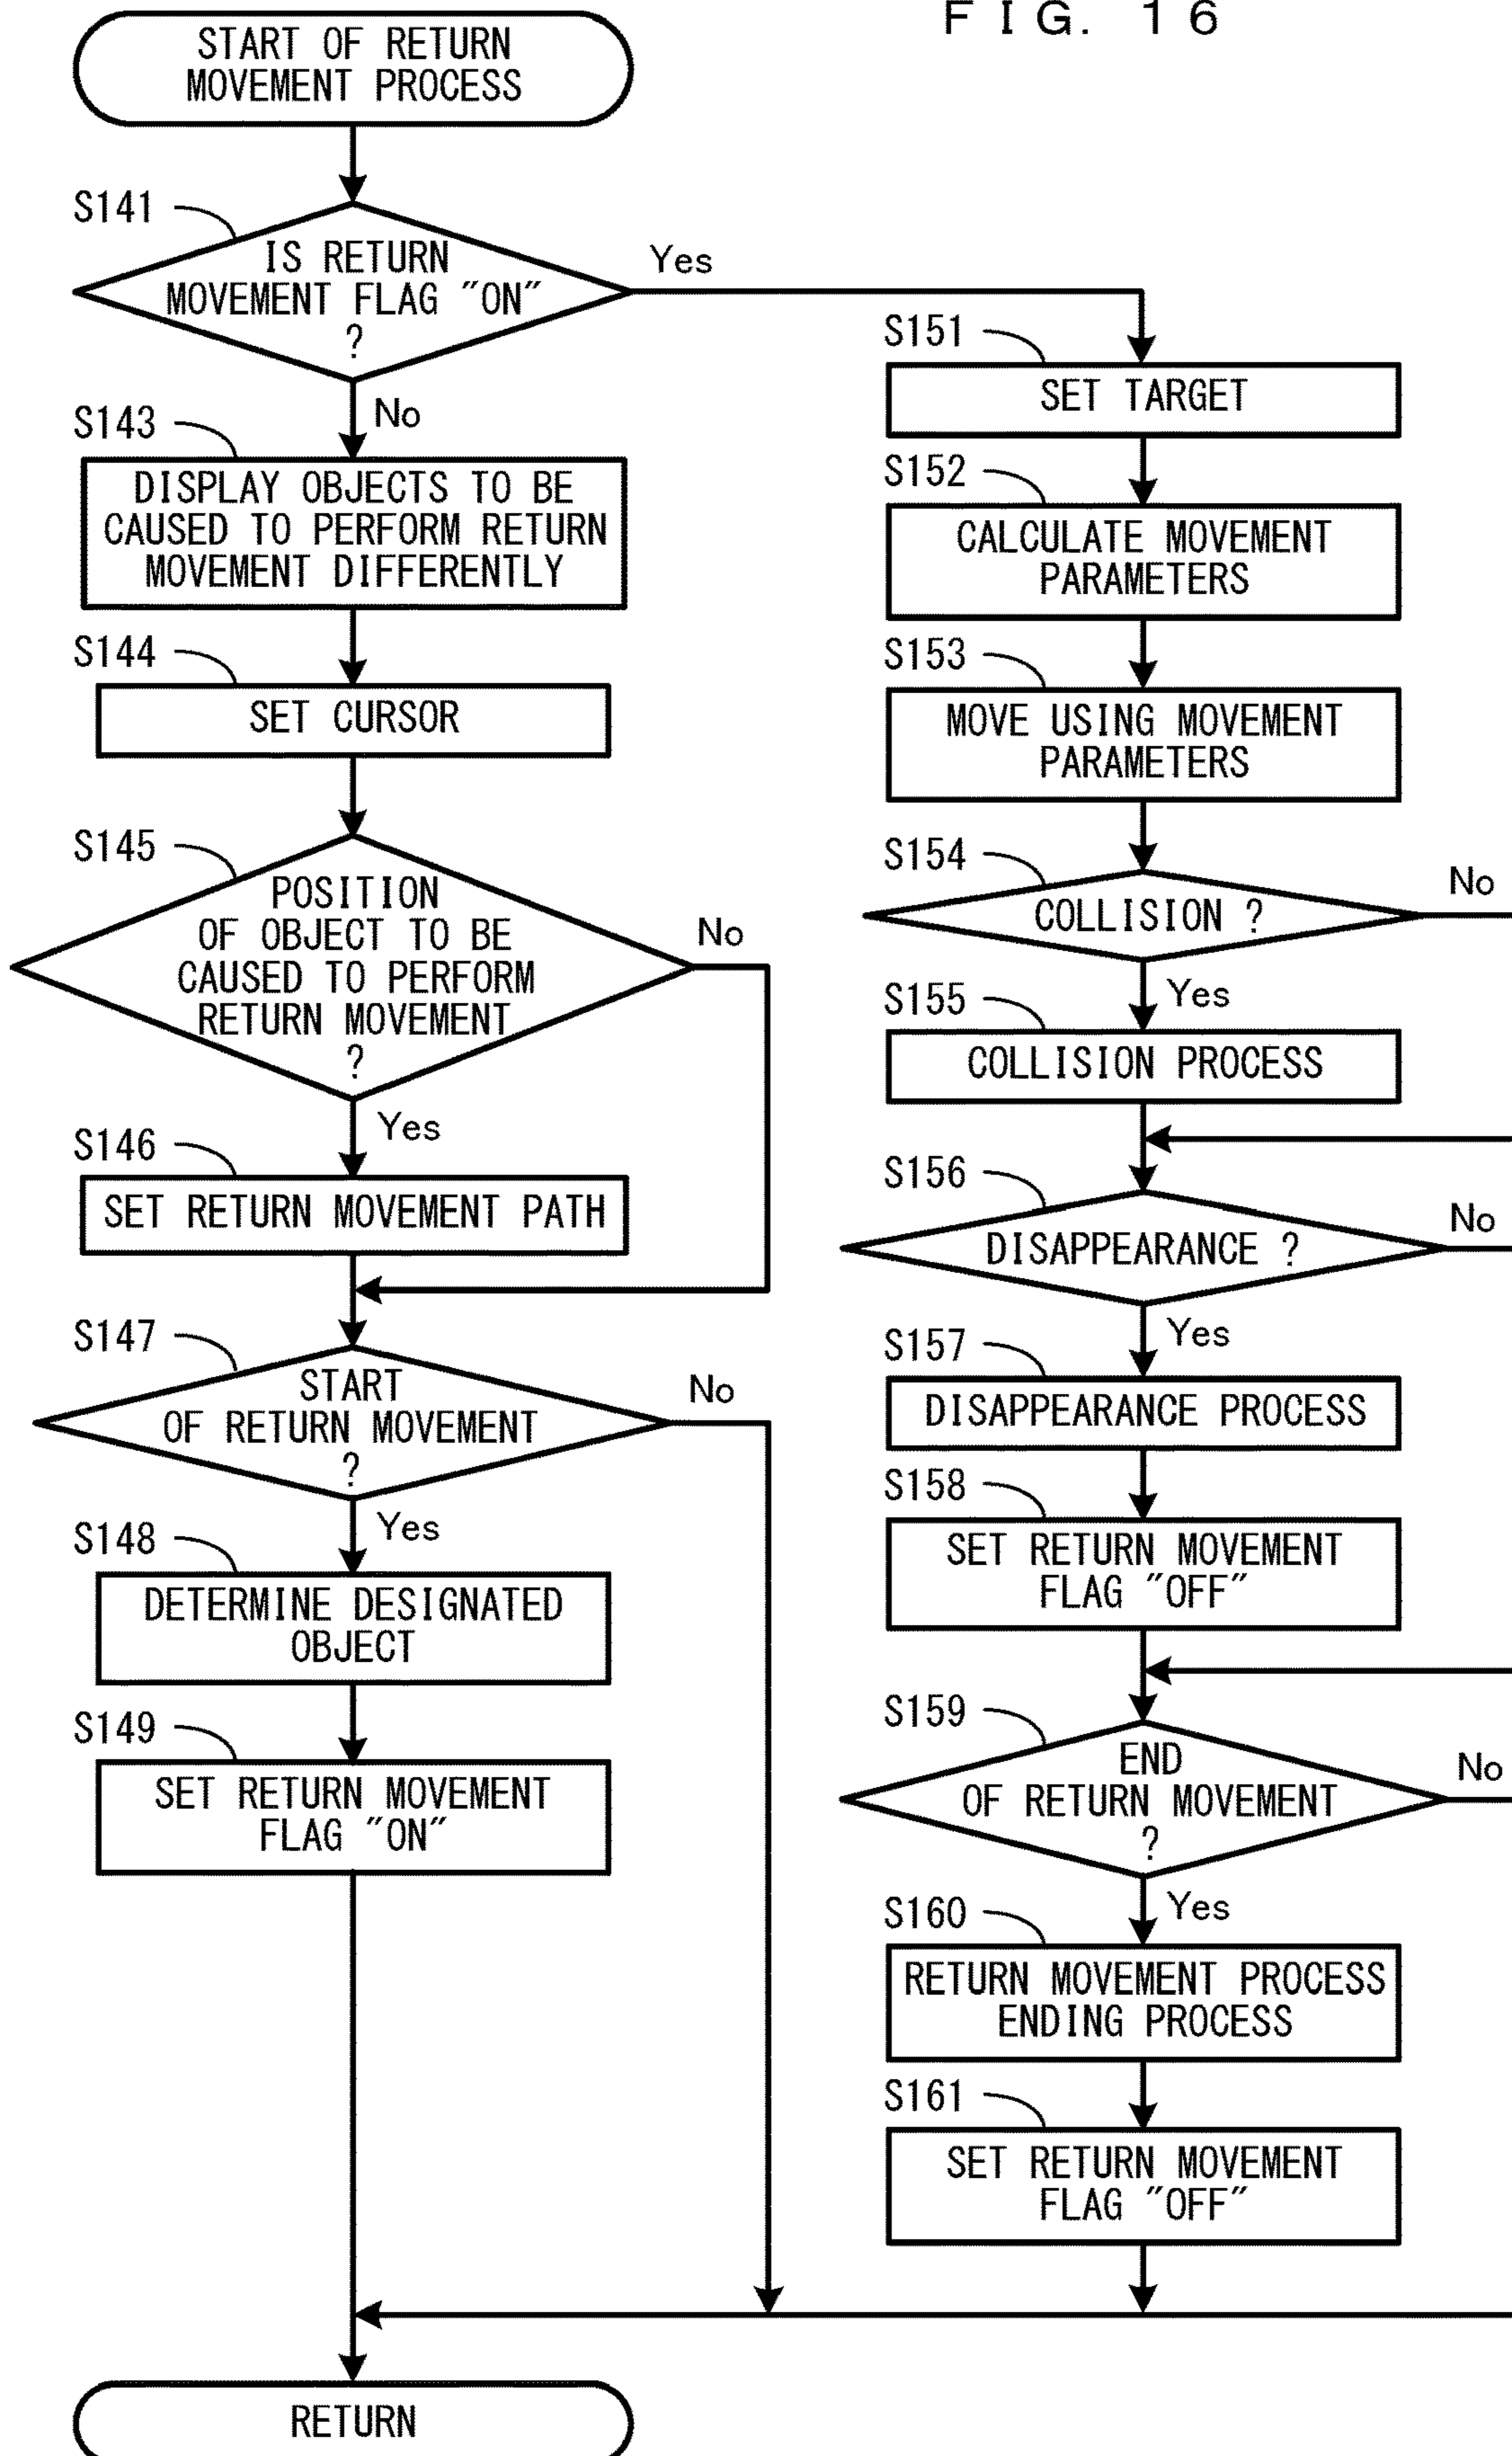 FIG. 16
START OF RETURN
MOVEMENT PROCESS
S141
IS RETURN
MOVEMENT FLAG "ON"
?
Yes
No
S143
DISPLAY OBJECTS TO BE
CAUSED TO PERFORM RETURN
MOVEMENT DIFFERENTLY
S144
SET CURSOR
S145
POSITION
OF OBJECT TO BE
CAUSED TO PERFORM
RETURN MOVEMENT
?
No
Yes
S146
SET RETURN MOVEMENT PATH
S147
START
OF RETURN MOVEMENT
?
No
Yes
S148
DETERMINE DESIGNATED
OBJECT
S149
SET RETURN MOVEMENT
FLAG "ON"
S151
SET TARGET
S152
CALCULATE MOVEMENT
PARAMETERS
S153
MOVE USING MOVEMENT
PARAMETERS
S154
COLLISION ?
No
Yes
S155
COLLISION PROCESS
S156
DISAPPEARANCE ?
No
Yes
S157
DISAPPEARANCE PROCESS
S158
SET RETURN MOVEMENT
FLAG "OFF"
S159
END
OF RETURN MOVEMENT
?
No
Yes
S160
RETURN MOVEMENT PROCESS
ENDING PROCESS
S161
SET RETURN MOVEMENT
FLAG "OFF"
RETURN